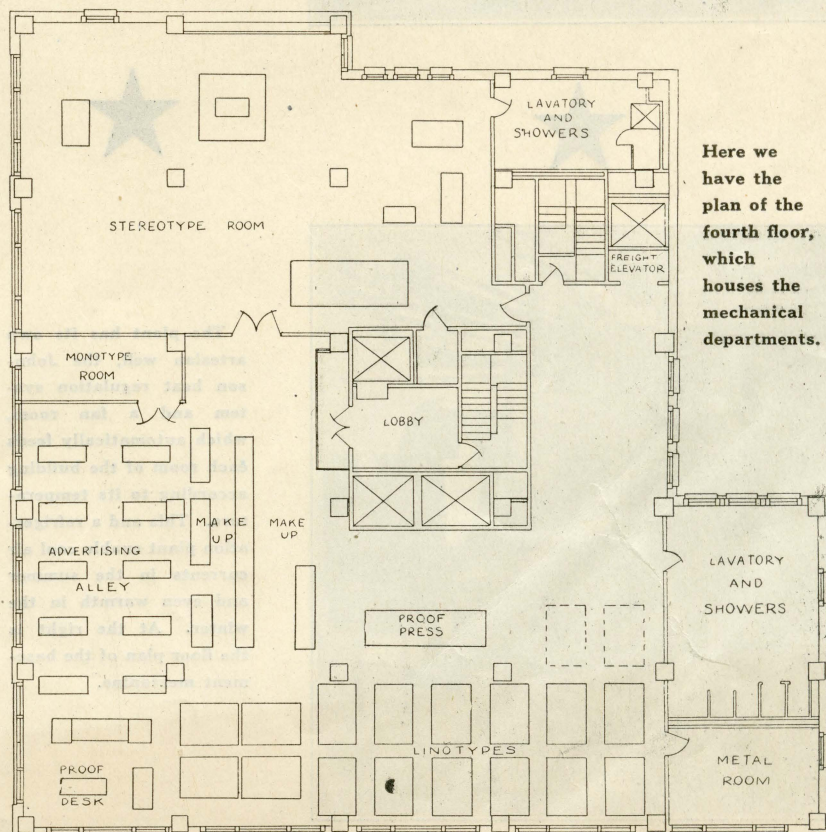 LAVATORY
AND
SHOWERS
Here we
have the
plan of the
fourth floor,
which
houses the
mechanical
departments.
STEREOTYPE ROOM
FREIGHT
ELEVATOR
MONOTYPE
ROOM
LOBBY
MAKE
UP
MAKE
UP
ADVERTISING
ALLEY
LAVATORY
AND
SHOWERS
PROOF
PRESS
LINOTYPES
PROOF
DESK
METAL
ROOM